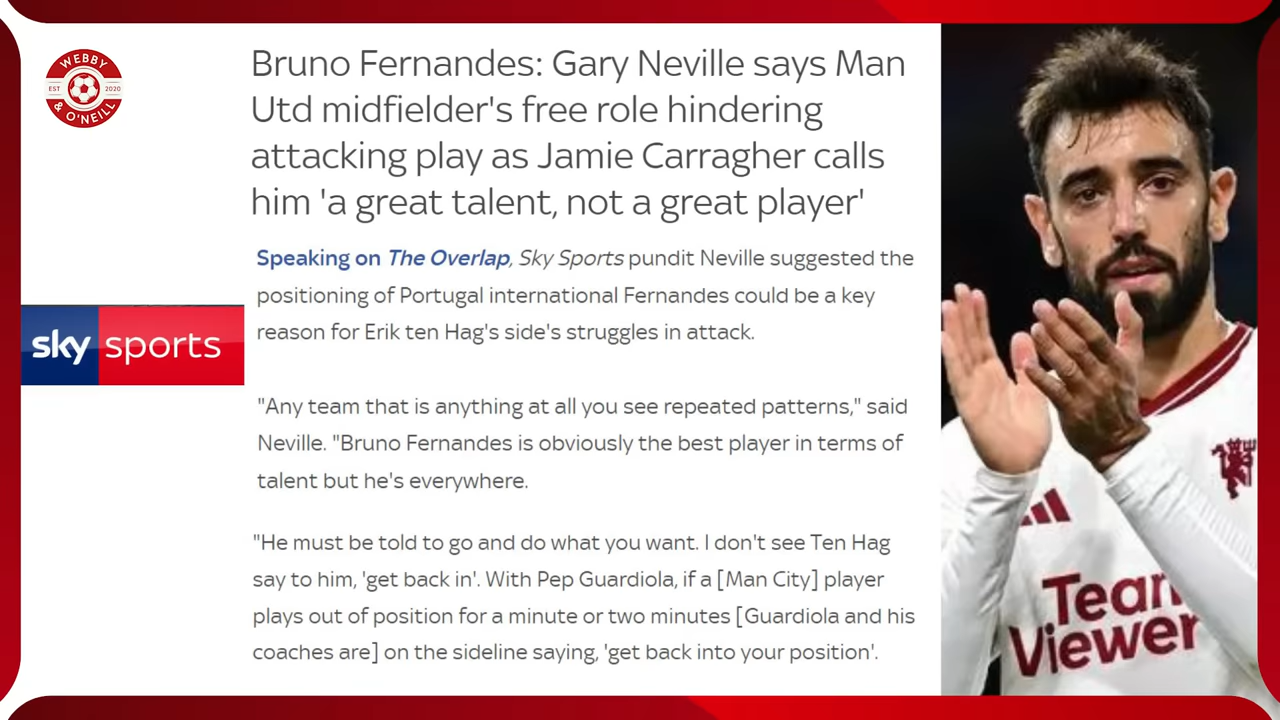 WEBBY
EST 2020
& O'NEILL
Bruno Fernandes: Gary Neville says Man
Utd midfielder's free role hindering
attacking play as Jamie Carragher calls
him 'a great talent, not a great player'
Speaking on The Overlap, Sky Sports pundit Neville suggested the
positioning of Portugal international Fernandes could be a key
reason for Erik ten Hag's side's struggles in attack.
sky sports
"Any team that is anything at all you see repeated patterns," said
Neville. "Bruno Fernandes is obviously the best player in terms of
talent but he's everywhere.
"He must be told to go and do what you want. I don't see Ten Hag
say to him, 'get back in'. With Pep Guardiola, if a [Man City] player
plays out of position for a minute or two minutes [Guardiola and his
coaches are] on the sideline saying, 'get back into your position'.
Team
Viewer